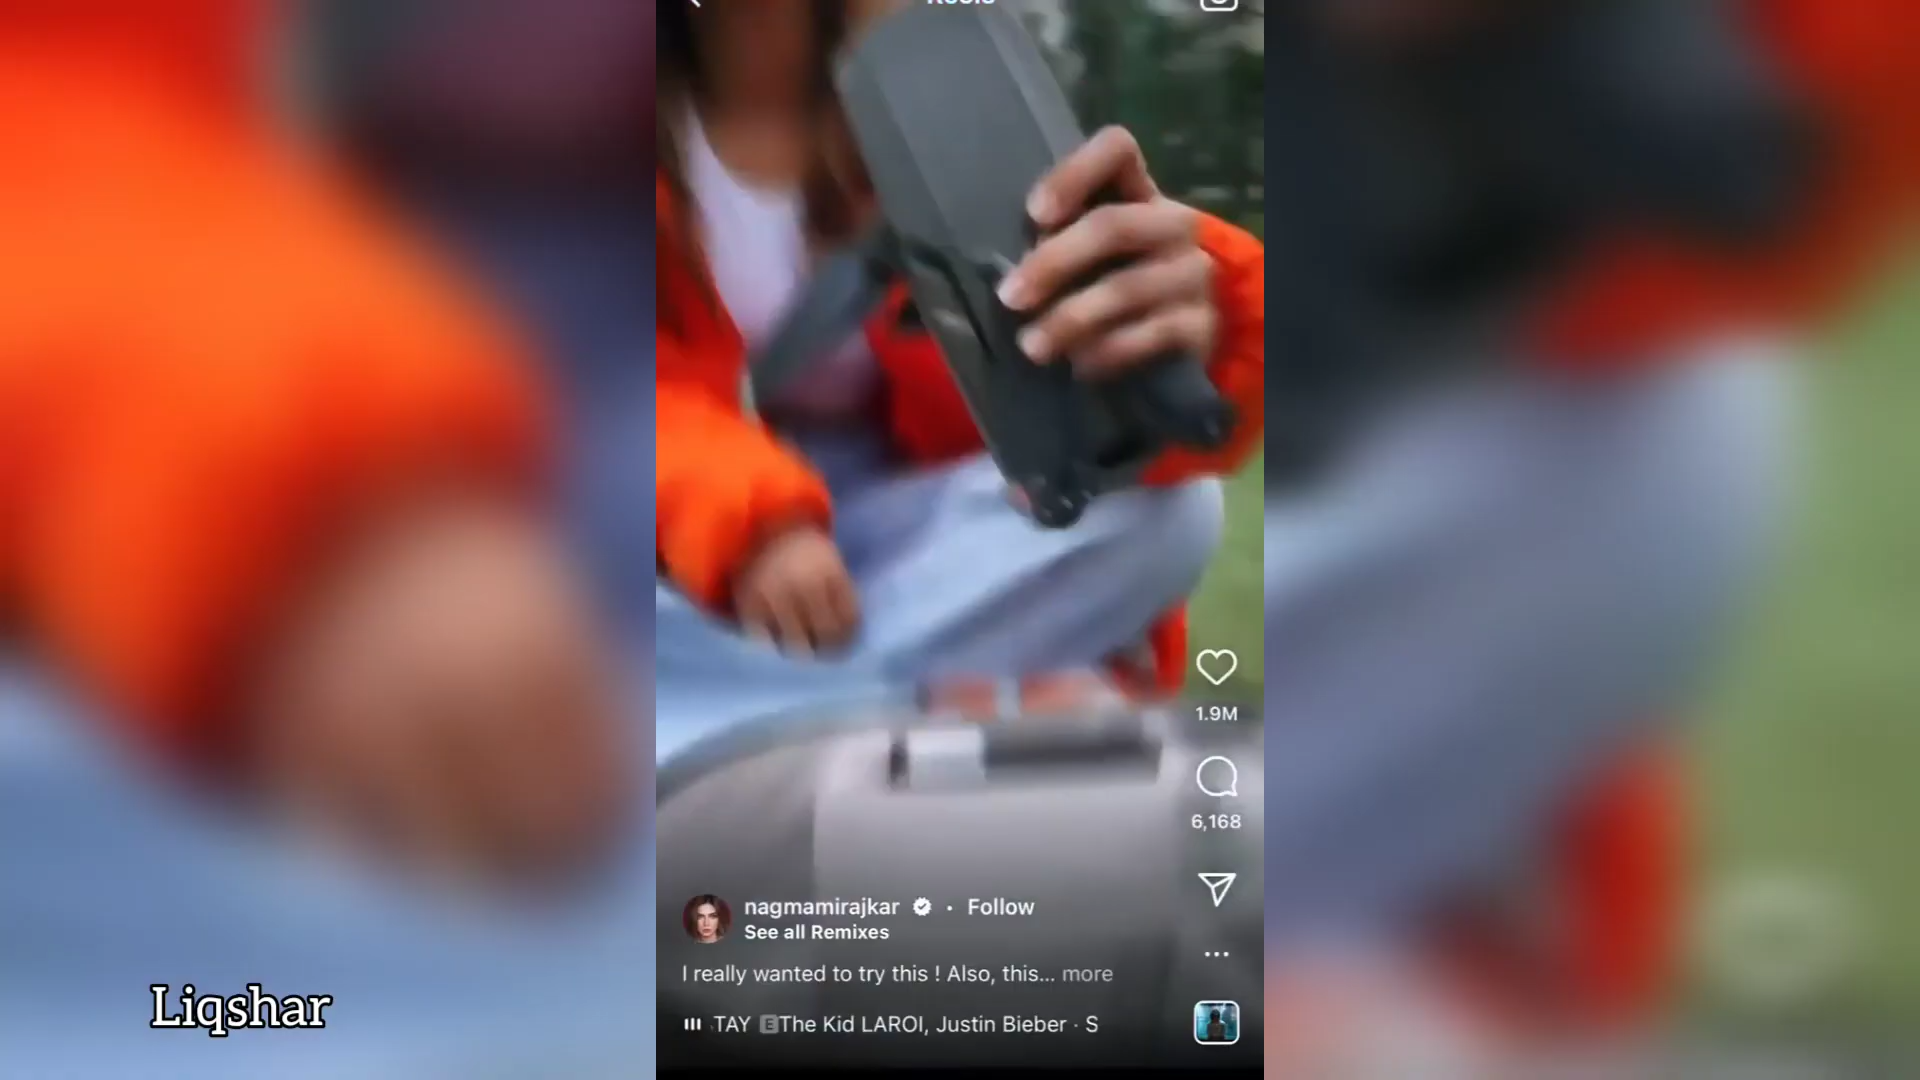 Reels
1.9M
6,168
nagmamirajkar • Follow
See all Remixes
I really wanted to try this ! Also, this... more
TAY E The Kid LAROI, Justin Bieber · S
Liqshar